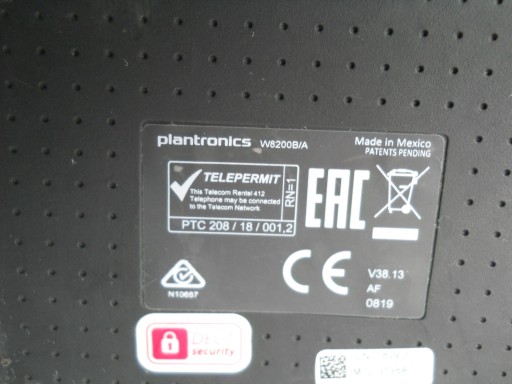 plantronics W8200B/A Made in Mexico
PATENTS PENDING
TELEPERMIT
This Telecom Rental 412
Telephone may be connected
to the Telecom Network
RN=1
PTC 208 / 18 / 001,2
EAC
CE
N10667
V38.13
AF
0819
DECT
security